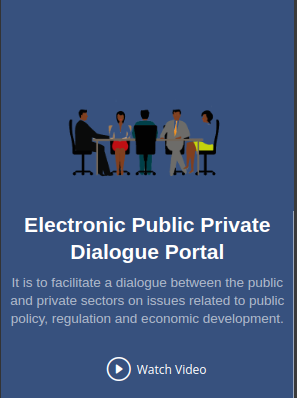 Electronic Public Private
Dialogue Portal
It is to facilitate a dialogue between the public
and private sectors on issues related to public
policy, regulation and economic development.
Watch Video